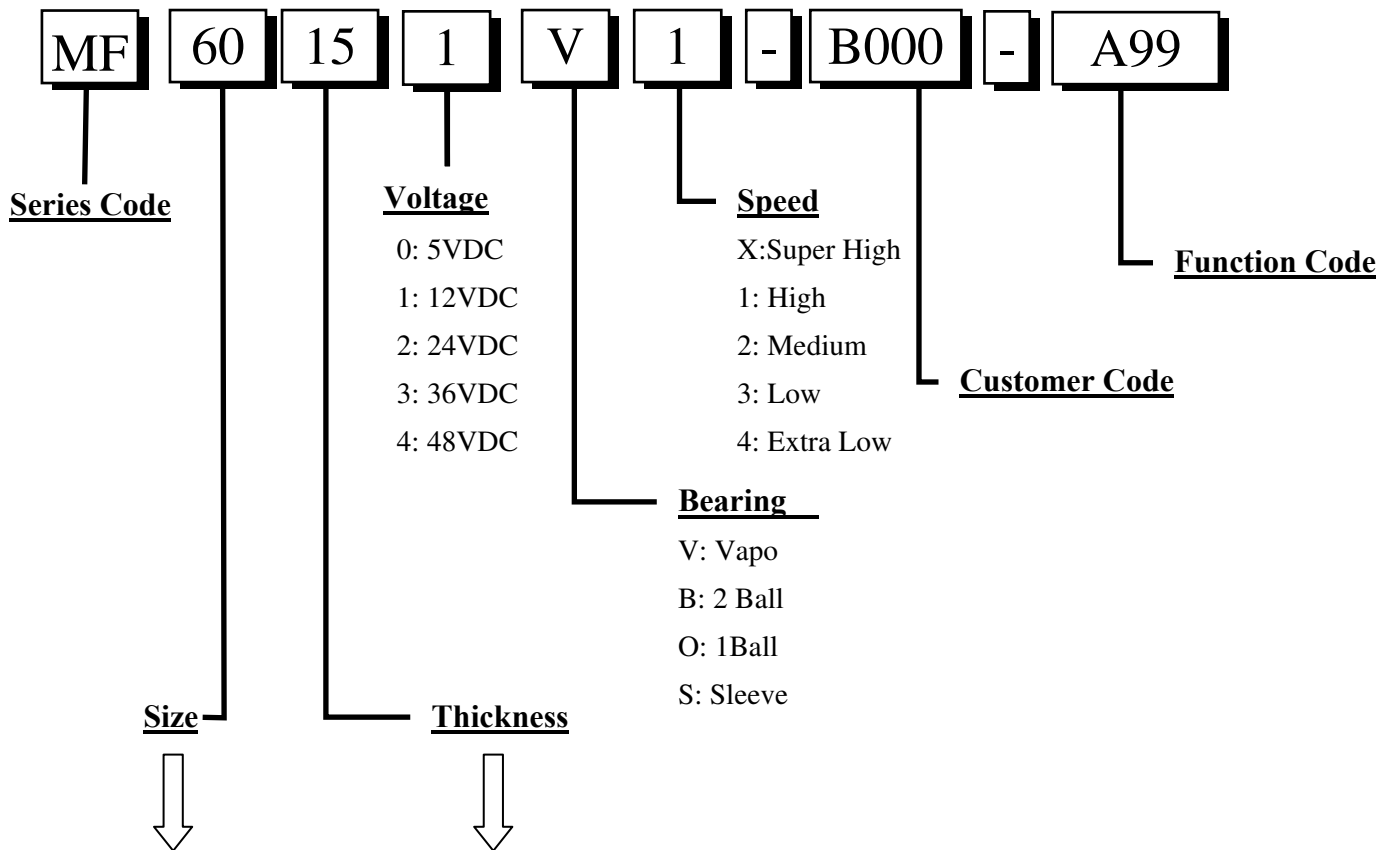 MF 60 15 1 V 1 - B000 - A99
Series Code
Voltage
0: 5VDC
1: 12VDC
2: 24VDC
3: 36VDC
4: 48VDC
Speed
X:Super High
1: High
2: Medium
3: Low
4: Extra Low
Function Code
Customer Code
Bearing
V: Vapo
B: 2 Ball
O: 1Ball
S: Sleeve
Size
Thickness